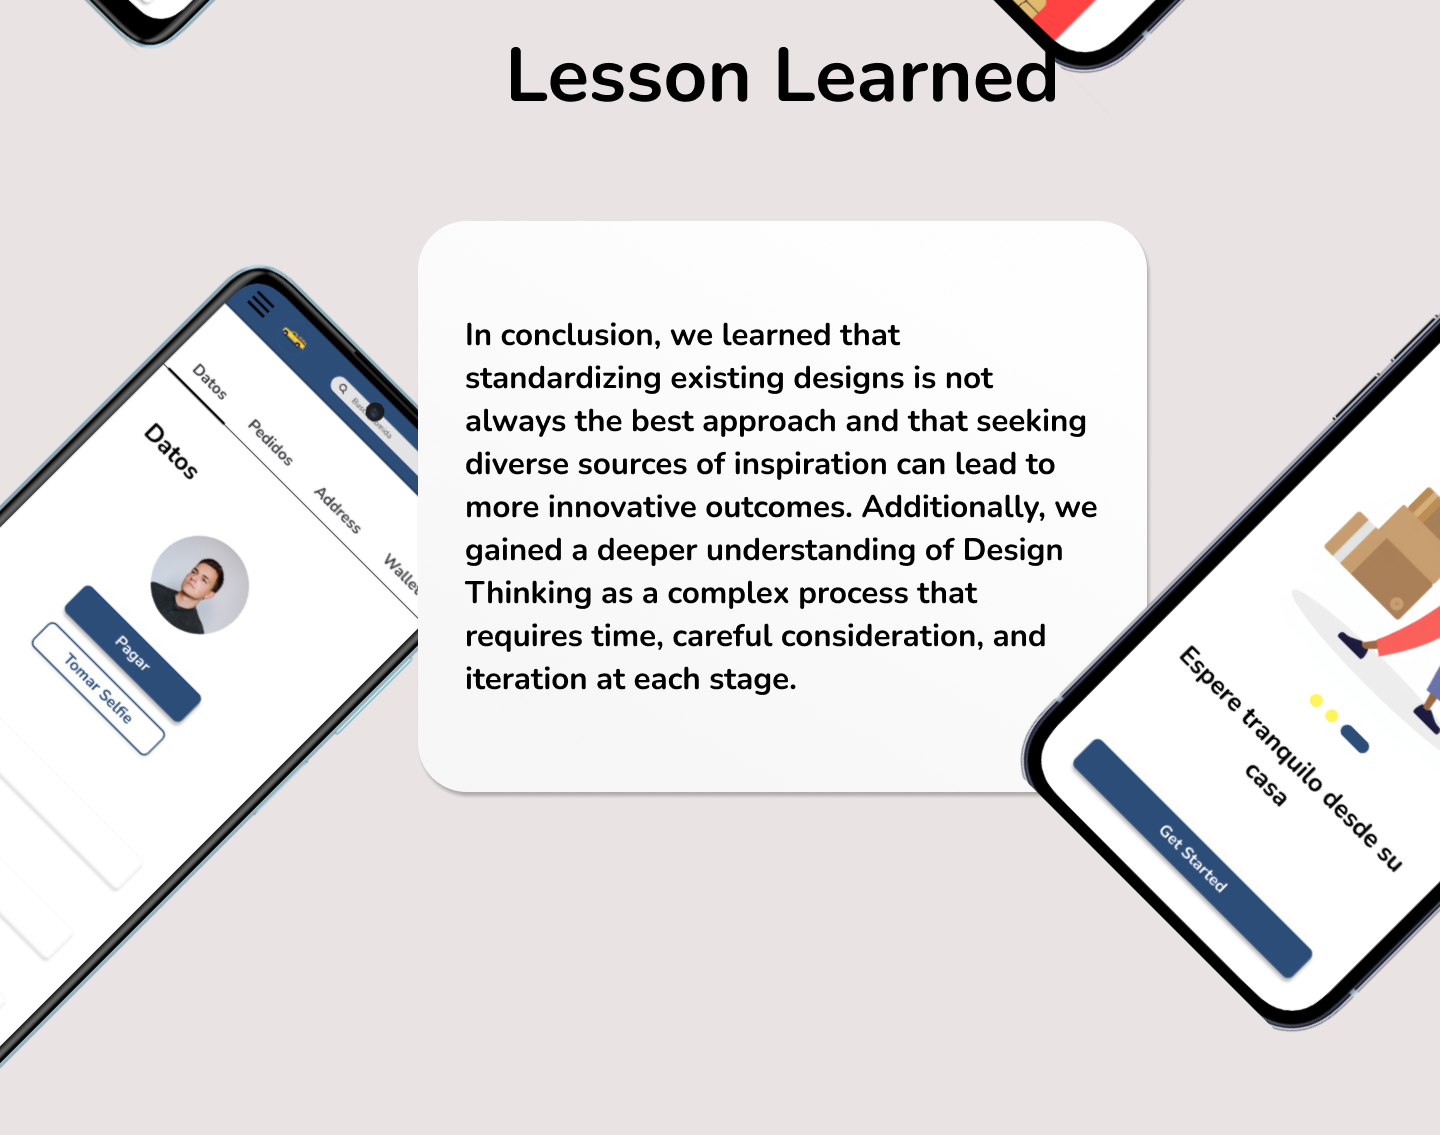 Lesson Learned
In conclusion, we learned that
standardizing existing designs is not
always the best approach and that seeking
diverse sources of inspiration can lead to
more innovative outcomes. Additionally, we
gained a deeper understanding of Design
Thinking as a complex process that
requires time, careful consideration, and
iteration at each stage.
Datos
Pedidos
Address
Datos
Pagar
Tomar Selfie
Espere tranquilo desde su
casa
Get Started